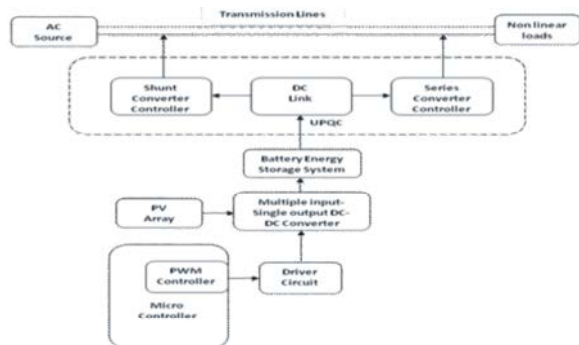 Transmission Lines
AC
Source
Non linear
loads
Shunt
Converter
Controller
DC
Link
Series
Converter
Controller
UPQC
Battery Energy
Storage System
PV
Array
Multiple input-
Single output DC-
DC Converter
PWM
Controller
Driver
Circuit
Micro
Controller